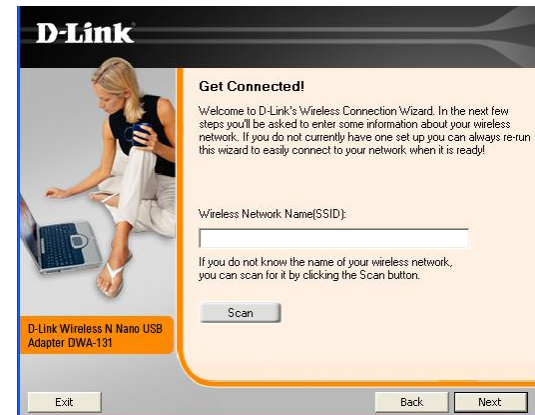 D-Link
Get Connected!
Welcome to D-Link's Wireless Connection Wizard. In the next few
steps you'll be asked to enter some information about your wireless
network. If you do not currently have one set up you can always re-run
this wizard to easily connect to your network when it is ready!
Wireless Network Name(SSID):
If you do not know the name of your wireless network,
you can scan for it by clicking the Scan button.
Scan
D-Link Wireless N Nano USB
Adapter DWA-131
Exit
Back
Next